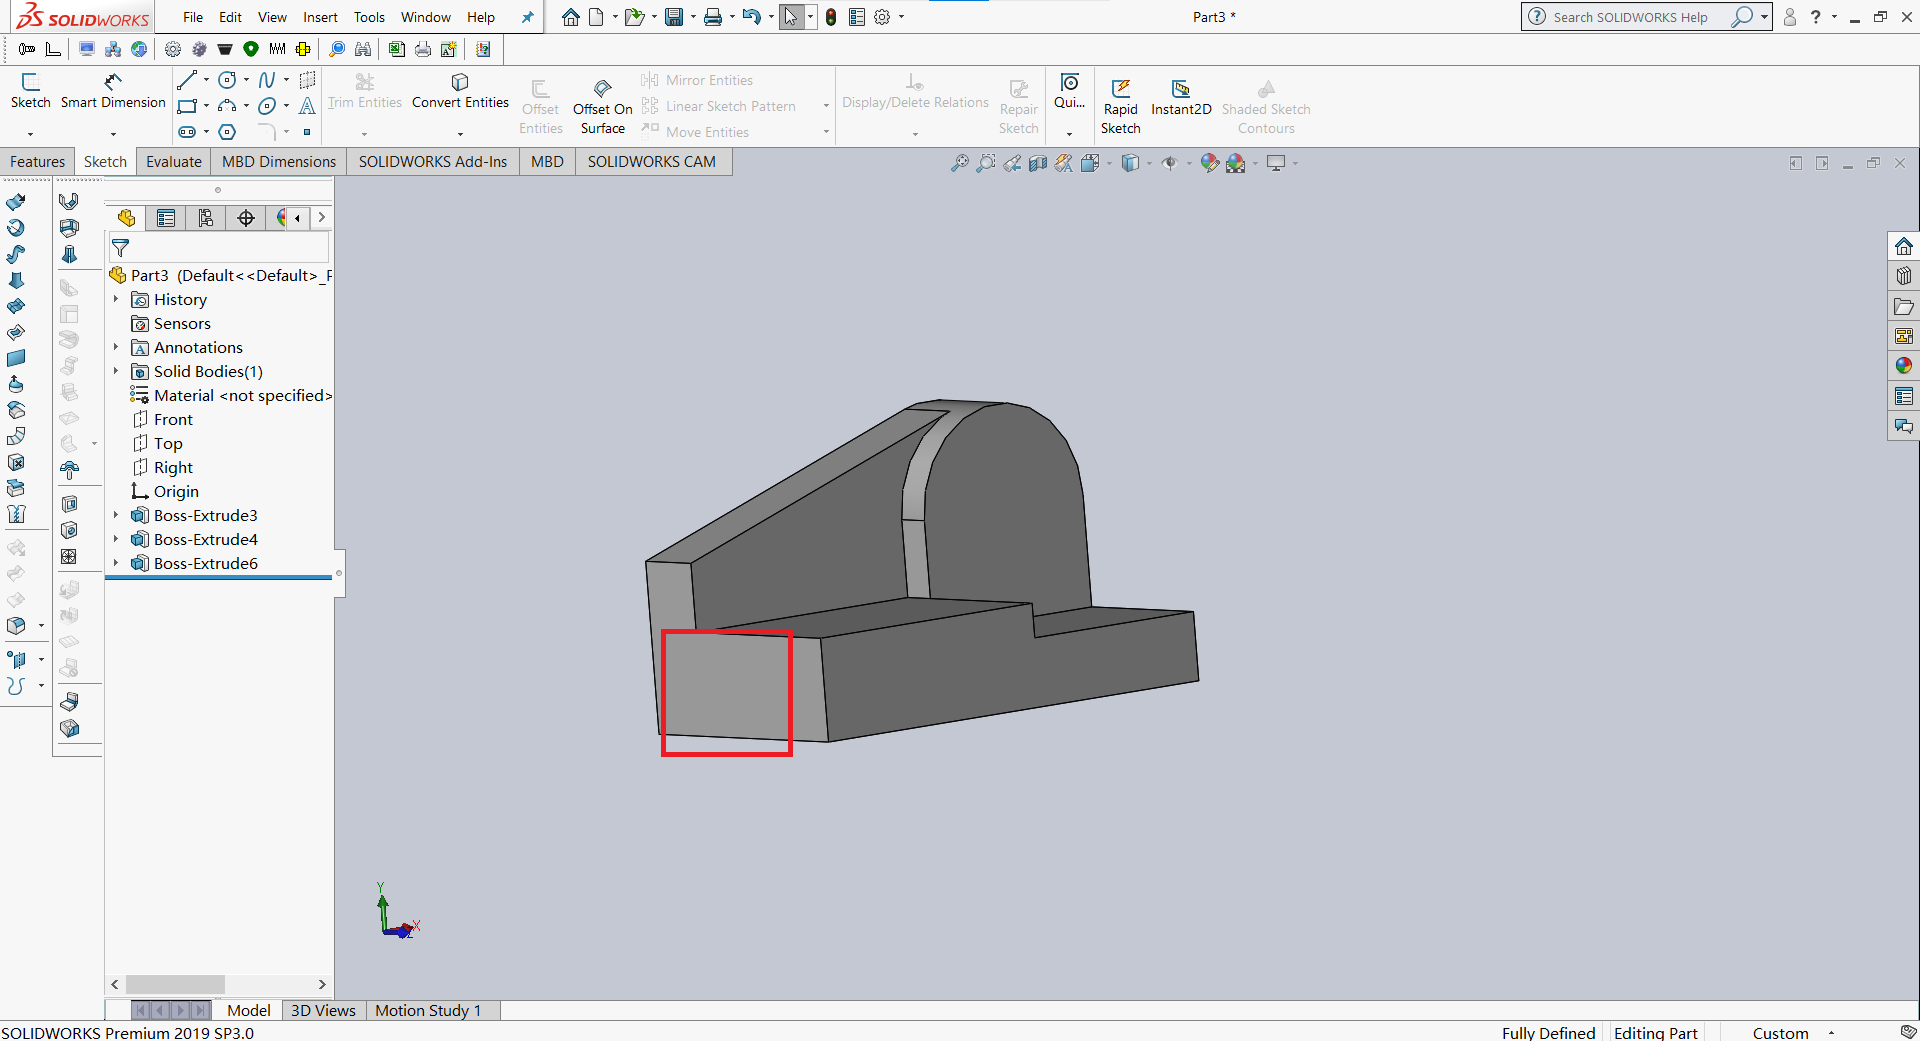 SOLIDWORKS File Edit View Insert Tools Window Help Part3 * Search SOLIDWORKS Help
Sketch Smart Dimension Trim Entities Convert Entities Offset Entities Offset On Surface Mirror Entities Linear Sketch Pattern Move Entities Display/Delete Relations Repair Sketch Qui... Rapid Sketch Instant2D Shaded Sketch Contours
Features Sketch Evaluate MBD Dimensions SOLIDWORKS Add-Ins MBD SOLIDWORKS CAM
Part3 (Default<<Default>_F
History
Sensors
Annotations
Solid Bodies(1)
Material <not specified>
Front
Top
Right
Origin
Boss-Extrude3
Boss-Extrude4
Boss-Extrude6
Y
X
Z
Model 3D Views Motion Study 1
SOLIDWORKS Premium 2019 SP3.0 Fully Defined Editing Part Custom